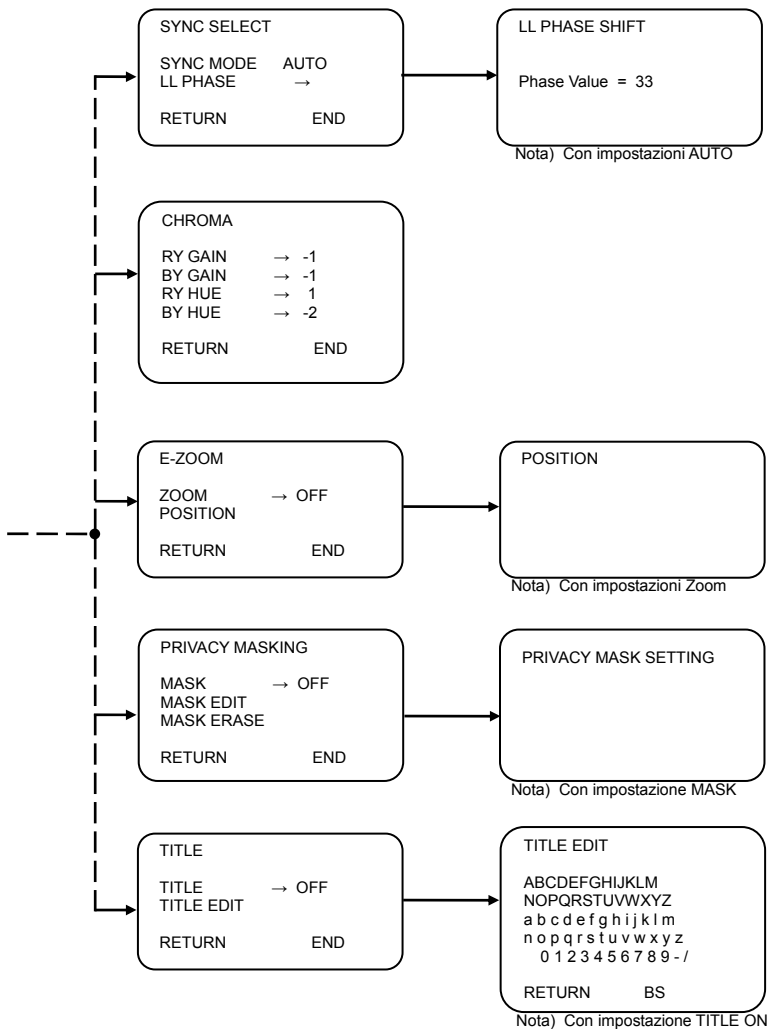 SYNC SELECT
SYNC MODE AUTO
LL PHASE →
RETURN END
LL PHASE SHIFT
Phase Value = 33
Nota) Con impostazioni AUTO
CHROMA
RY GAIN → -1
BY GAIN → -1
RY HUE → 1
BY HUE → -2
RETURN END
E-ZOOM
ZOOM → OFF
POSITION
RETURN END
POSITION
Nota) Con impostazioni Zoom
PRIVACY MASKING
MASK → OFF
MASK EDIT
MASK ERASE
RETURN END
PRIVACY MASK SETTING
Nota) Con impostazione MASK
TITLE
TITLE → OFF
TITLE EDIT
RETURN END
TITLE EDIT
ABCDEFGHIJKLM
NOPQRSTUVWXYZ
a b c d e f g h i j k l m
n o p q r s t u v w x y z
0 1 2 3 4 5 6 7 8 9 - /
RETURN BS
Nota) Con impostazione TITLE ON